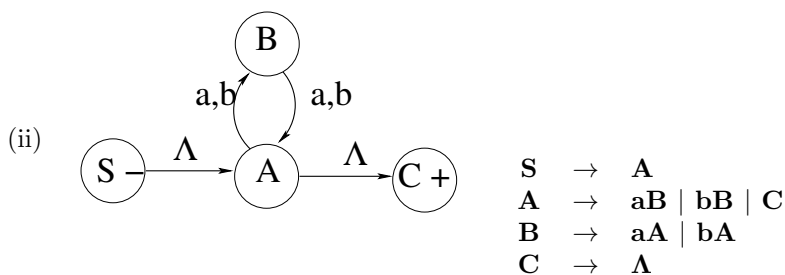 B
a,b a,b
(ii)
S − Λ A Λ C +
S → A
A → aB | bB | C
B → aA | bA
C → Λ